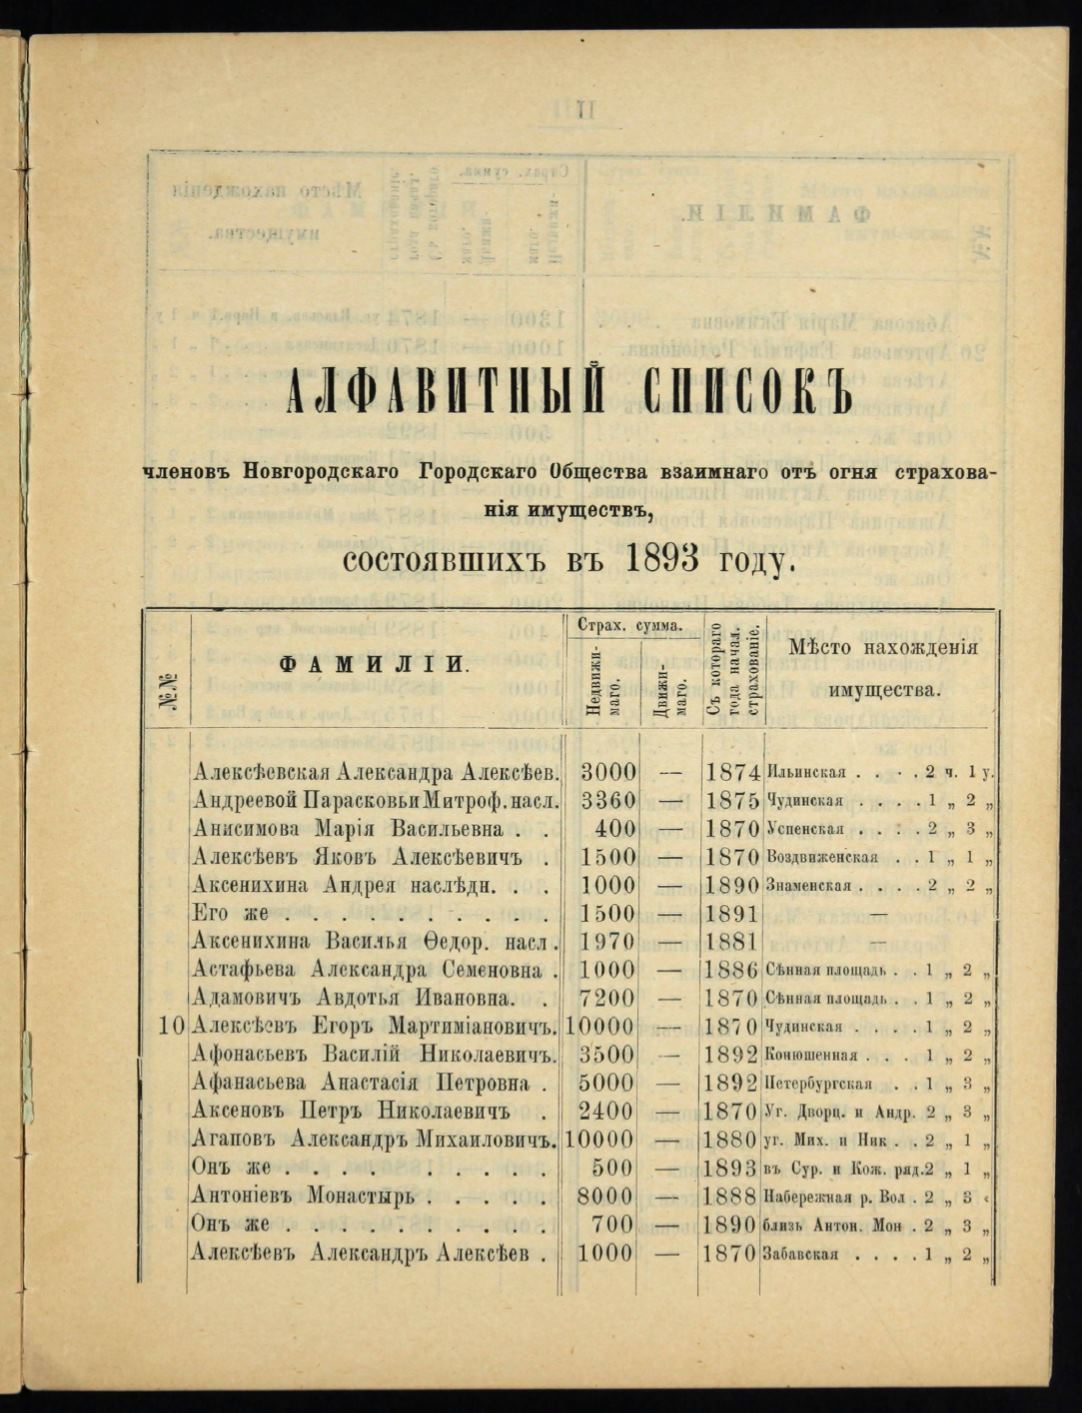 АЛФАВИТНЫЙ СПИСОКЪ
членовъ Новгородскаго Городскаго Общества взаимнаго отъ огня страхова-
нія имуществъ,
состоявшихъ въ 1893 году.
№№ ФАМИЛІИ. Страх. сумма. Недвижи-маго. Движи-маго. Съ котораго года начал. страхованіе. Мѣсто нахожденія имущества.
Алексѣевская Александра Алексѣев. 3000 — 1874 Ильинская . . . . 2 ч. 1 у.
Андреевой Парасковьи Митроф. насл. 3360 — 1875 Чудинская . . . . 1 „ 2 „
Анисимова Марія Васильевна . . 400 — 1870 Успенская . . . . 2 „ 3 „
Алексѣевъ Яковъ Алексѣевичъ . 1500 — 1870 Воздвиженская . . 1 „ 1 „
Аксенихина Андрея наслѣдн. . . 1000 — 1890 Знаменская . . . . 2 „ 2 „
Его же . . . . . . . . . . 1500 — 1891 —
Аксенихина Василья Ѳедор. насл . 1970 — 1881 —
Астафьева Александра Семеновна . 1000 — 1886 Сѣнная площадь . . 1 „ 2 „
Адамовичъ Авдотья Ивановна. . 7200 — 1870 Сѣнная площадь . . 1 „ 2 „
10 Алексѣевъ Егоръ Мартиміановичъ. 10000 — 1870 Чудинская . . . . 1 „ 2 „
Афонасьевъ Василій Николаевичъ. 3500 — 1892 Конюшенная . . . 1 „ 2 „
Афанасьева Анастасія Петровна . 5000 — 1892 Петербургская . . 1 „ 3 „
Аксеновъ Петръ Николаевичъ . 2400 — 1870 Уг. Дворц. и Андр. 2 „ 3 „
Агаповъ Александръ Михаиловичъ. 10000 — 1880 уг. Мих. и Ник . . 2 „ 1 „
Онъ же . . . . . . . . . 500 — 1893 въ Сур. и Кож. ряд. 2 „ 1 „
Антоніевъ Монастырь . . . . . 8000 — 1888 Набережная р. Вол . 2 „ 3 „
Онъ же . . . . . . . . . . 700 — 1890 близь Антон. Мон . 2 „ 3 „
Алексѣевъ Александръ Алексѣев . 1000 — 1870 Забавская . . . . 1 „ 2 „